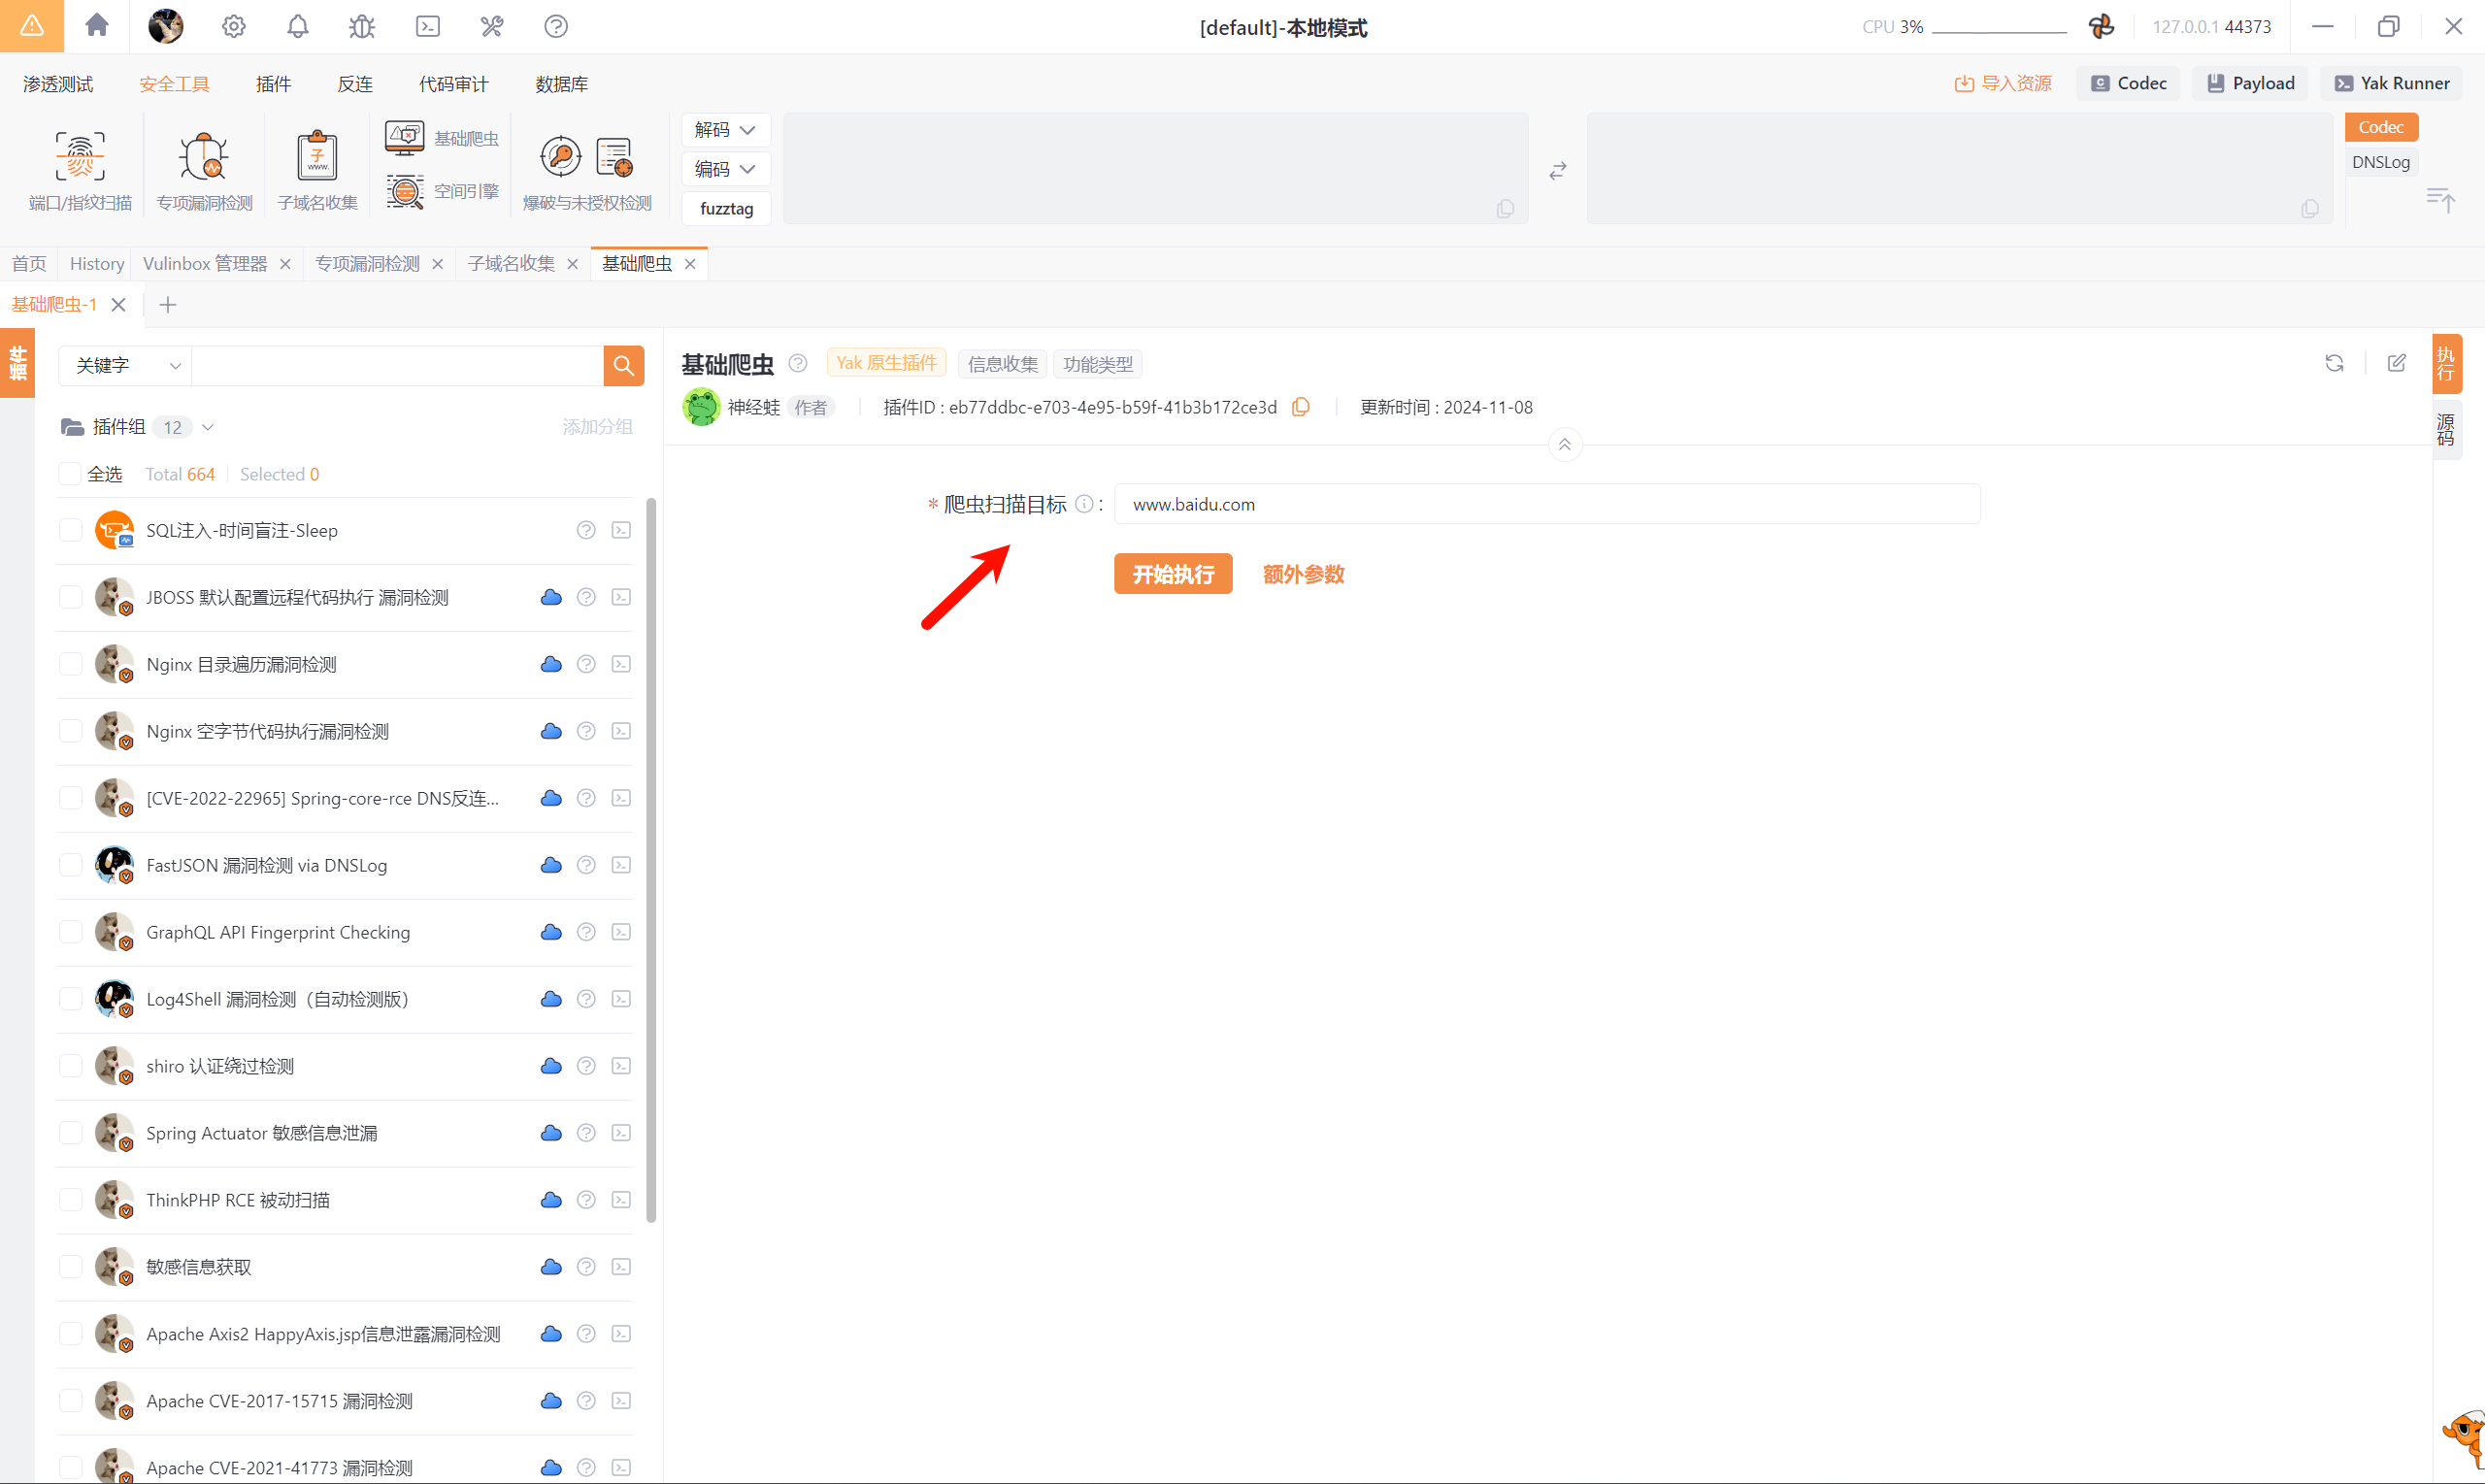 [default]-本地模式
CPU 3%
127.0.0.1 44373
渗透测试 安全工具 插件 反连 代码审计 数据库
导入资源 Codec Payload Yak Runner
端口/指纹扫描
专项漏洞检测
子
www.
子域名收集
基础爬虫
空间引擎
爆破与未授权检测
解码
编码
fuzztag
Codec
DNSLog
首页 History Vulinbox 管理器 专项漏洞检测 子域名收集 基础爬虫
基础爬虫-1
插件
关键字
插件组 12 添加分组
全选 Total 664 Selected 0
SQL注入-时间盲注-Sleep
JBOSS 默认配置远程代码执行 漏洞检测
Nginx 目录遍历漏洞检测
Nginx 空字节代码执行漏洞检测
[CVE-2022-22965] Spring-core-rce DNS反连...
FastJSON 漏洞检测 via DNSLog
GraphQL API Fingerprint Checking
Log4Shell 漏洞检测（自动检测版）
shiro 认证绕过检测
Spring Actuator 敏感信息泄漏
ThinkPHP RCE 被动扫描
敏感信息获取
Apache Axis2 HappyAxis.jsp信息泄露漏洞检测
Apache CVE-2017-15715 漏洞检测
Apache CVE-2021-41773 漏洞检测
基础爬虫 Yak 原生插件 信息收集 功能类型
神经蛙 作者 插件ID : eb77ddbc-e703-4e95-b59f-41b3b172ce3d 更新时间 : 2024-11-08
* 爬虫扫描目标 : www.baidu.com
开始执行 额外参数
执行
源码